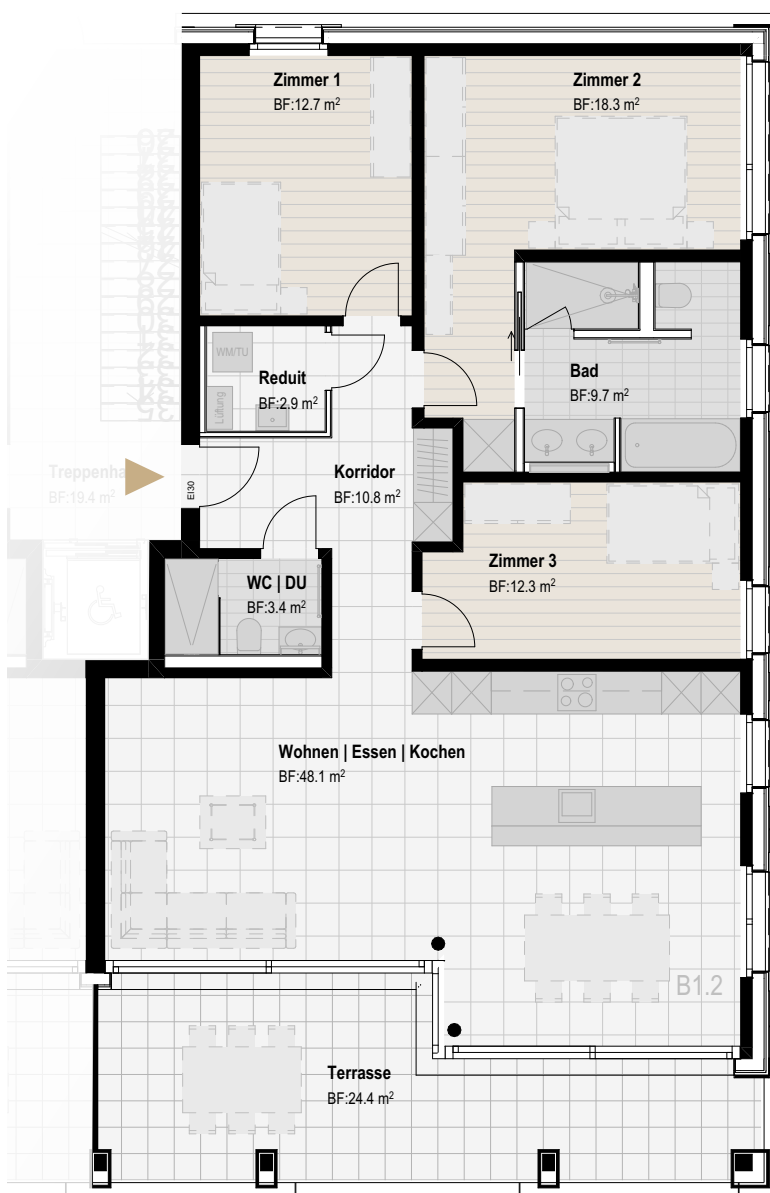 Zimmer 1
BF:12.7 m²
Zimmer 2
BF:18.3 m²
WM/TU
Reduit
BF:2.9 m²
Lüftung
Bad
BF:9.7 m²
BF:19.4 m²
EI30
Korridor
BF:10.8 m²
Zimmer 3
BF:12.3 m²
WC | DU
BF:3.4 m²
Wohnen | Essen | Kochen
BF:48.1 m²
B1.2
Terrasse
BF:24.4 m²